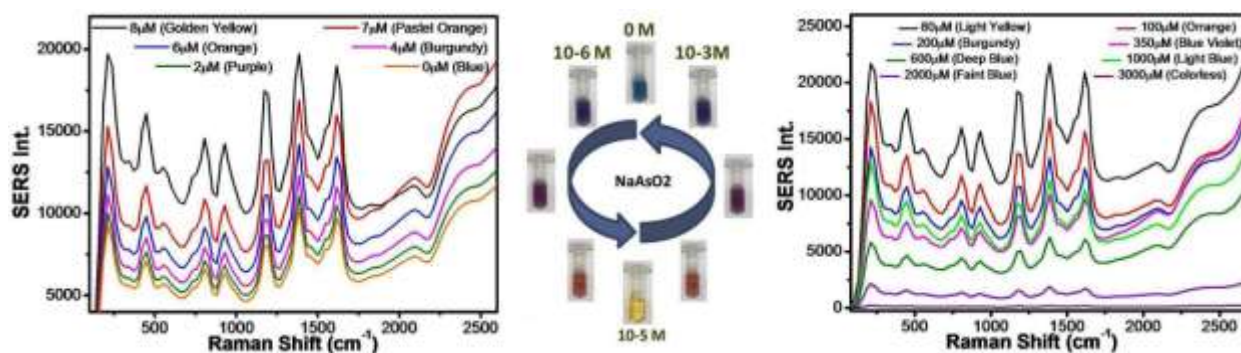 8μM (Golden Yellow)
7μM (Pastel Orange)
6μM (Orange)
4μM (Burgundy)
2μM (Purple)
0μM (Blue)
20000
15000
10000
5000
SERS Int.
500
1000
1500
2000
2500
Raman Shift (cm⁻¹)
0 M
10-6 M
10-3M
NaAsO2
10-5 M
80μM (Light Yellow)
100μM (Orrange)
200μM (Burgundy)
350μM (Blue Violet)
600μM (Deep Blue)
1000μM (Light Blue)
2000μM (Faint Blue)
3000μM (Colorless)
25000
20000
15000
10000
5000
0
SERS Int.
500
1000
1500
2000
2500
Raman Shift (cm⁻¹)